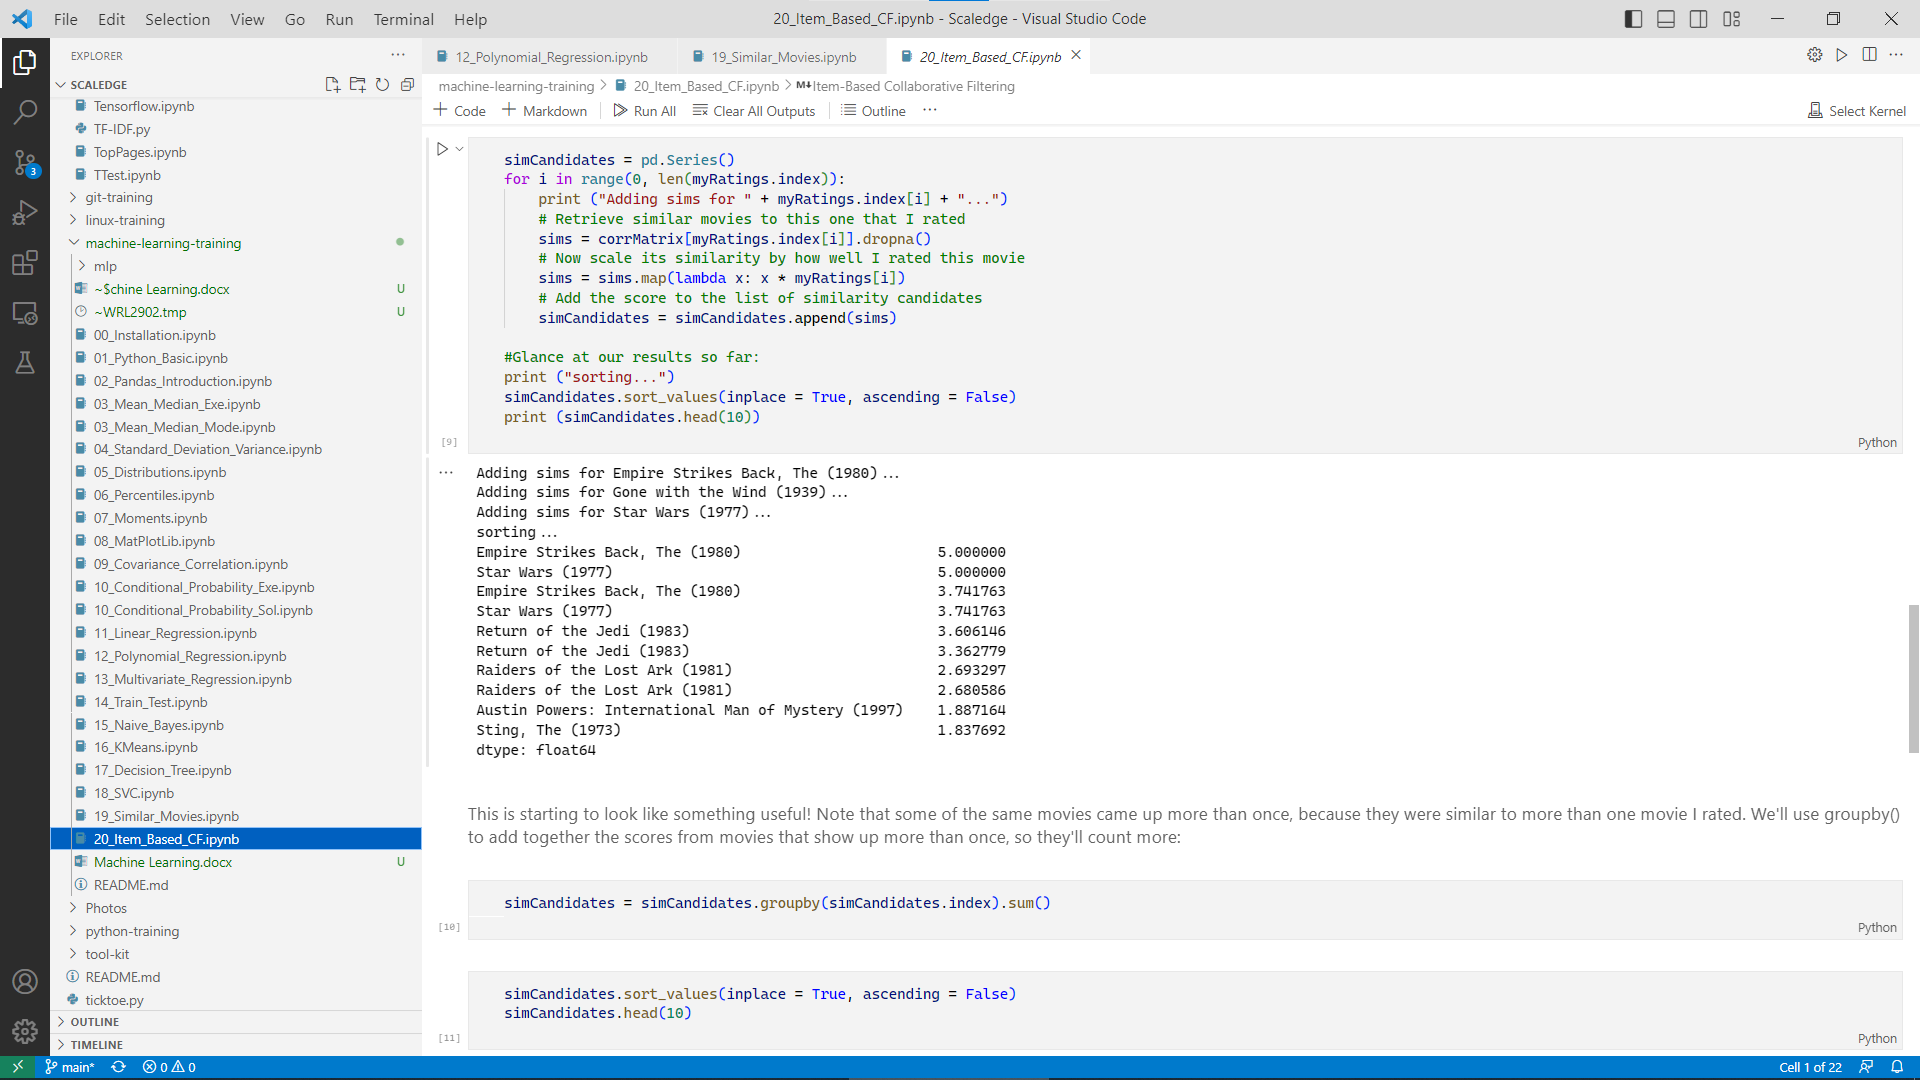 File Edit Selection View Go Run Terminal Help
20_Item_Based_CF.ipynb - Scaledge - Visual Studio Code
EXPLORER
SCALEDGE
Tensorflow.ipynb
TF-IDF.py
TopPages.ipynb
TTest.ipynb
git-training
linux-training
machine-learning-training
mlp
~$chine Learning.docx U
~WRL2902.tmp U
00_Installation.ipynb
01_Python_Basic.ipynb
02_Pandas_Introduction.ipynb
03_Mean_Median_Exe.ipynb
03_Mean_Median_Mode.ipynb
04_Standard_Deviation_Variance.ipynb
05_Distributions.ipynb
06_Percentiles.ipynb
07_Moments.ipynb
08_MatPlotLib.ipynb
09_Covariance_Correlation.ipynb
10_Conditional_Probability_Exe.ipynb
10_Conditional_Probability_Sol.ipynb
11_Linear_Regression.ipynb
12_Polynomial_Regression.ipynb
13_Multivariate_Regression.ipynb
14_Train_Test.ipynb
15_Naive_Bayes.ipynb
16_KMeans.ipynb
17_Decision_Tree.ipynb
18_SVC.ipynb
19_Similar_Movies.ipynb
20_Item_Based_CF.ipynb
Machine Learning.docx U
README.md
Photos
python-training
tool-kit
README.md
ticktoe.py
OUTLINE
TIMELINE
3
12_Polynomial_Regression.ipynb 19_Similar_Movies.ipynb 20_Item_Based_CF.ipynb
machine-learning-training > 20_Item_Based_CF.ipynb > M↓Item-Based Collaborative Filtering
+ Code + Markdown Run All Clear All Outputs Outline ... Select Kernel
simCandidates = pd.Series()
for i in range(0, len(myRatings.index)):
    print ("Adding sims for " + myRatings.index[i] + "...")
    # Retrieve similar movies to this one that I rated
    sims = corrMatrix[myRatings.index[i]].dropna()
    # Now scale its similarity by how well I rated this movie
    sims = sims.map(lambda x: x * myRatings[i])
    # Add the score to the list of similarity candidates
    simCandidates = simCandidates.append(sims)
#Glance at our results so far:
print ("sorting...")
simCandidates.sort_values(inplace = True, ascending = False)
print (simCandidates.head(10))
[9] Python
Adding sims for Empire Strikes Back, The (1980)...
Adding sims for Gone with the Wind (1939)...
Adding sims for Star Wars (1977)...
sorting...
Empire Strikes Back, The (1980) 5.000000
Star Wars (1977) 5.000000
Empire Strikes Back, The (1980) 3.741763
Star Wars (1977) 3.741763
Return of the Jedi (1983) 3.606146
Return of the Jedi (1983) 3.362779
Raiders of the Lost Ark (1981) 2.693297
Raiders of the Lost Ark (1981) 2.680586
Austin Powers: International Man of Mystery (1997) 1.887164
Sting, The (1973) 1.837692
dtype: float64
This is starting to look like something useful! Note that some of the same movies came up more than once, because they were similar to more than one movie I rated. We'll use groupby()
to add together the scores from movies that show up more than once, so they'll count more:
simCandidates = simCandidates.groupby(simCandidates.index).sum()
[10] Python
simCandidates.sort_values(inplace = True, ascending = False)
simCandidates.head(10)
[11] Python
main* 0 0 Cell 1 of 22